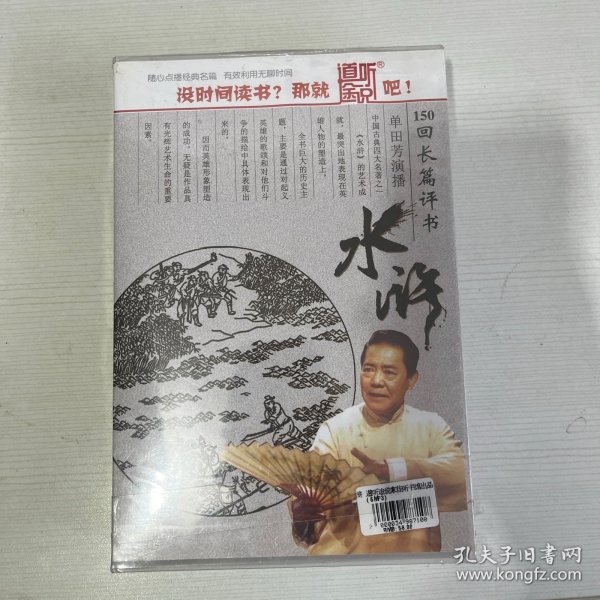 随心点播经典名篇 有效利用无聊时间
没时间读书？那就
道听途说®
吧！
150回长篇评书
单田芳演播
水浒
中国古典四大名著之一
《水浒》的艺术成
就，最突出地表现在英
雄人物的塑造上。
全书巨大的历史主
题，主要是通过对起义
英雄的歌颂和对他们斗
争的描绘中具体表现出
来的。
因而英雄形象塑造
的成功，无疑是作品具
有光辉艺术生命的重要
因素。
(5MP3)
孔夫子旧书网
www.kongfz.com